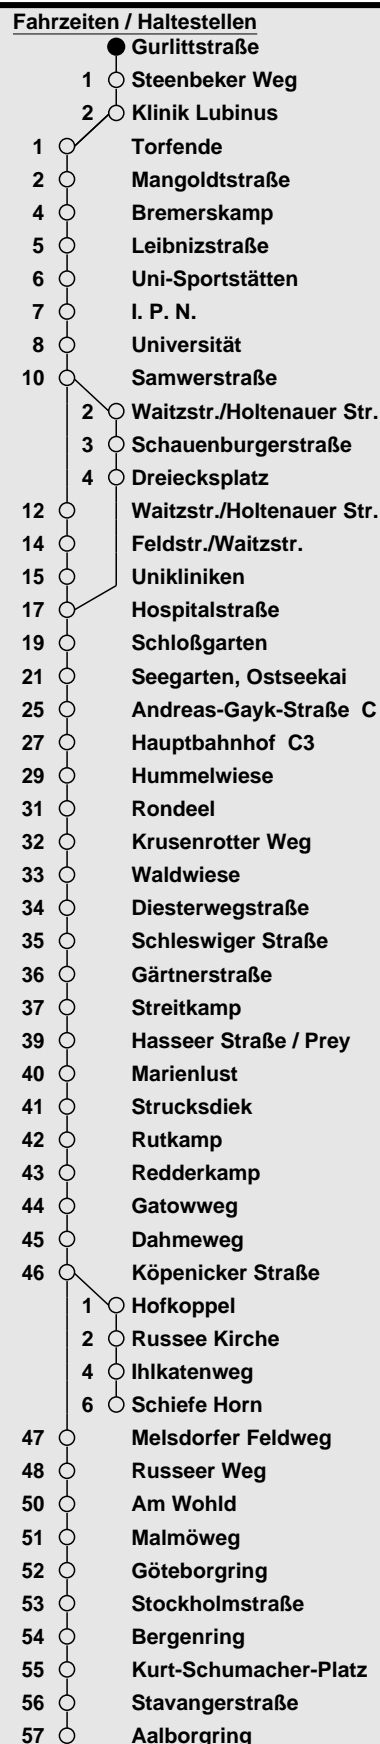 Fahrzeiten / Haltestellen
Gurlittstraße
1 Steenbeker Weg
2 Klinik Lubinus
1 Torfende
2 Mangoldtstraße
4 Bremerskamp
5 Leibnizstraße
6 Uni-Sportstätten
7 I. P. N.
8 Universität
10 Samwerstraße
2 Waitzstr./Holtenauer Str.
3 Schauenburgerstraße
4 Dreiecksplatz
12 Waitzstr./Holtenauer Str.
14 Feldstr./Waitzstr.
15 Unikliniken
17 Hospitalstraße
19 Schloßgarten
21 Seegarten, Ostseekai
25 Andreas-Gayk-Straße C
27 Hauptbahnhof C3
29 Hummelwiese
31 Rondeel
32 Krusenrotter Weg
33 Waldwiese
34 Diesterwegstraße
35 Schleswiger Straße
36 Gärtnerstraße
37 Streitkamp
39 Hasseer Straße / Prey
40 Marienlust
41 Strucksdiek
42 Rutkamp
43 Redderkamp
44 Gatowweg
45 Dahmeweg
46 Köpenicker Straße
1 Hofkoppel
2 Russee Kirche
4 Ihlkatenweg
6 Schiefe Horn
47 Melsdorfer Feldweg
48 Russeer Weg
50 Am Wohld
51 Malmöweg
52 Göteborgring
53 Stockholmstraße
54 Bergenring
55 Kurt-Schumacher-Platz
56 Stavangerstraße
57 Aalborgring